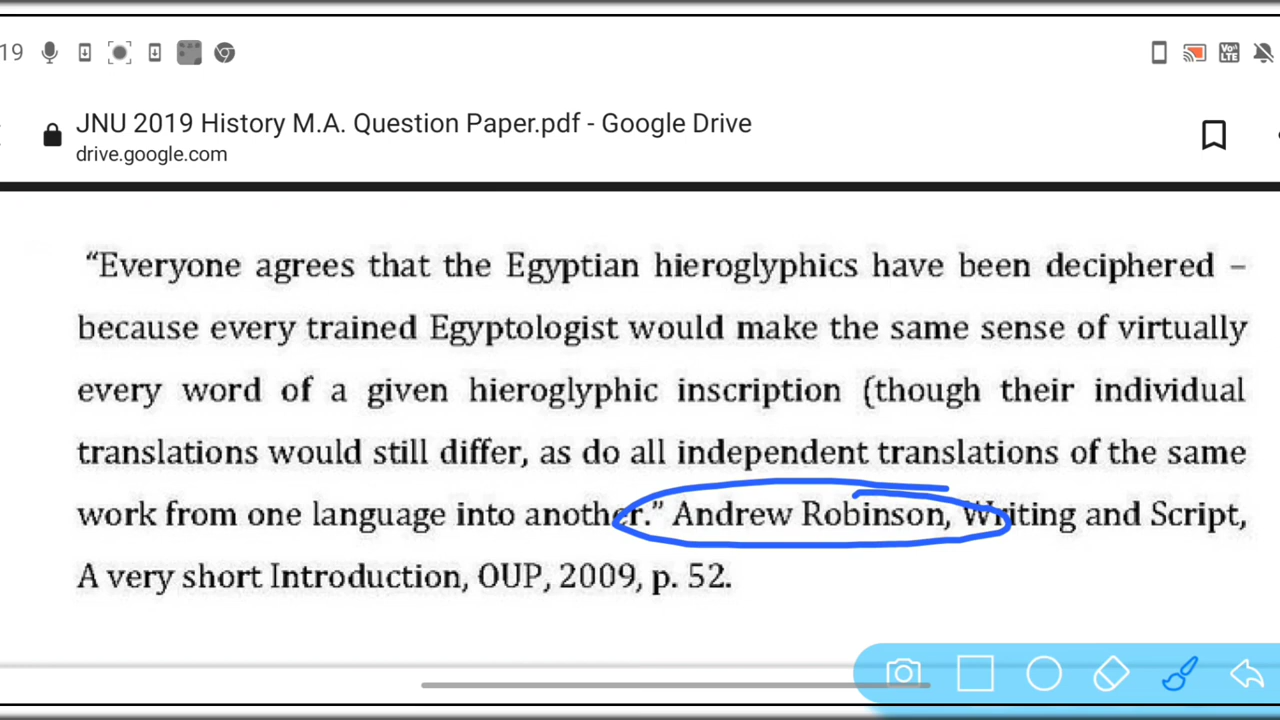 19
JNU 2019 History M.A. Question Paper.pdf - Google Drive
drive.google.com
“Everyone agrees that the Egyptian hieroglyphics have been deciphered –
because every trained Egyptologist would make the same sense of virtually
every word of a given hieroglyphic inscription (though their individual
translations would still differ, as do all independent translations of the same
work from one language into another.” Andrew Robinson, Writing and Script,
A very short Introduction, OUP, 2009, p. 52.